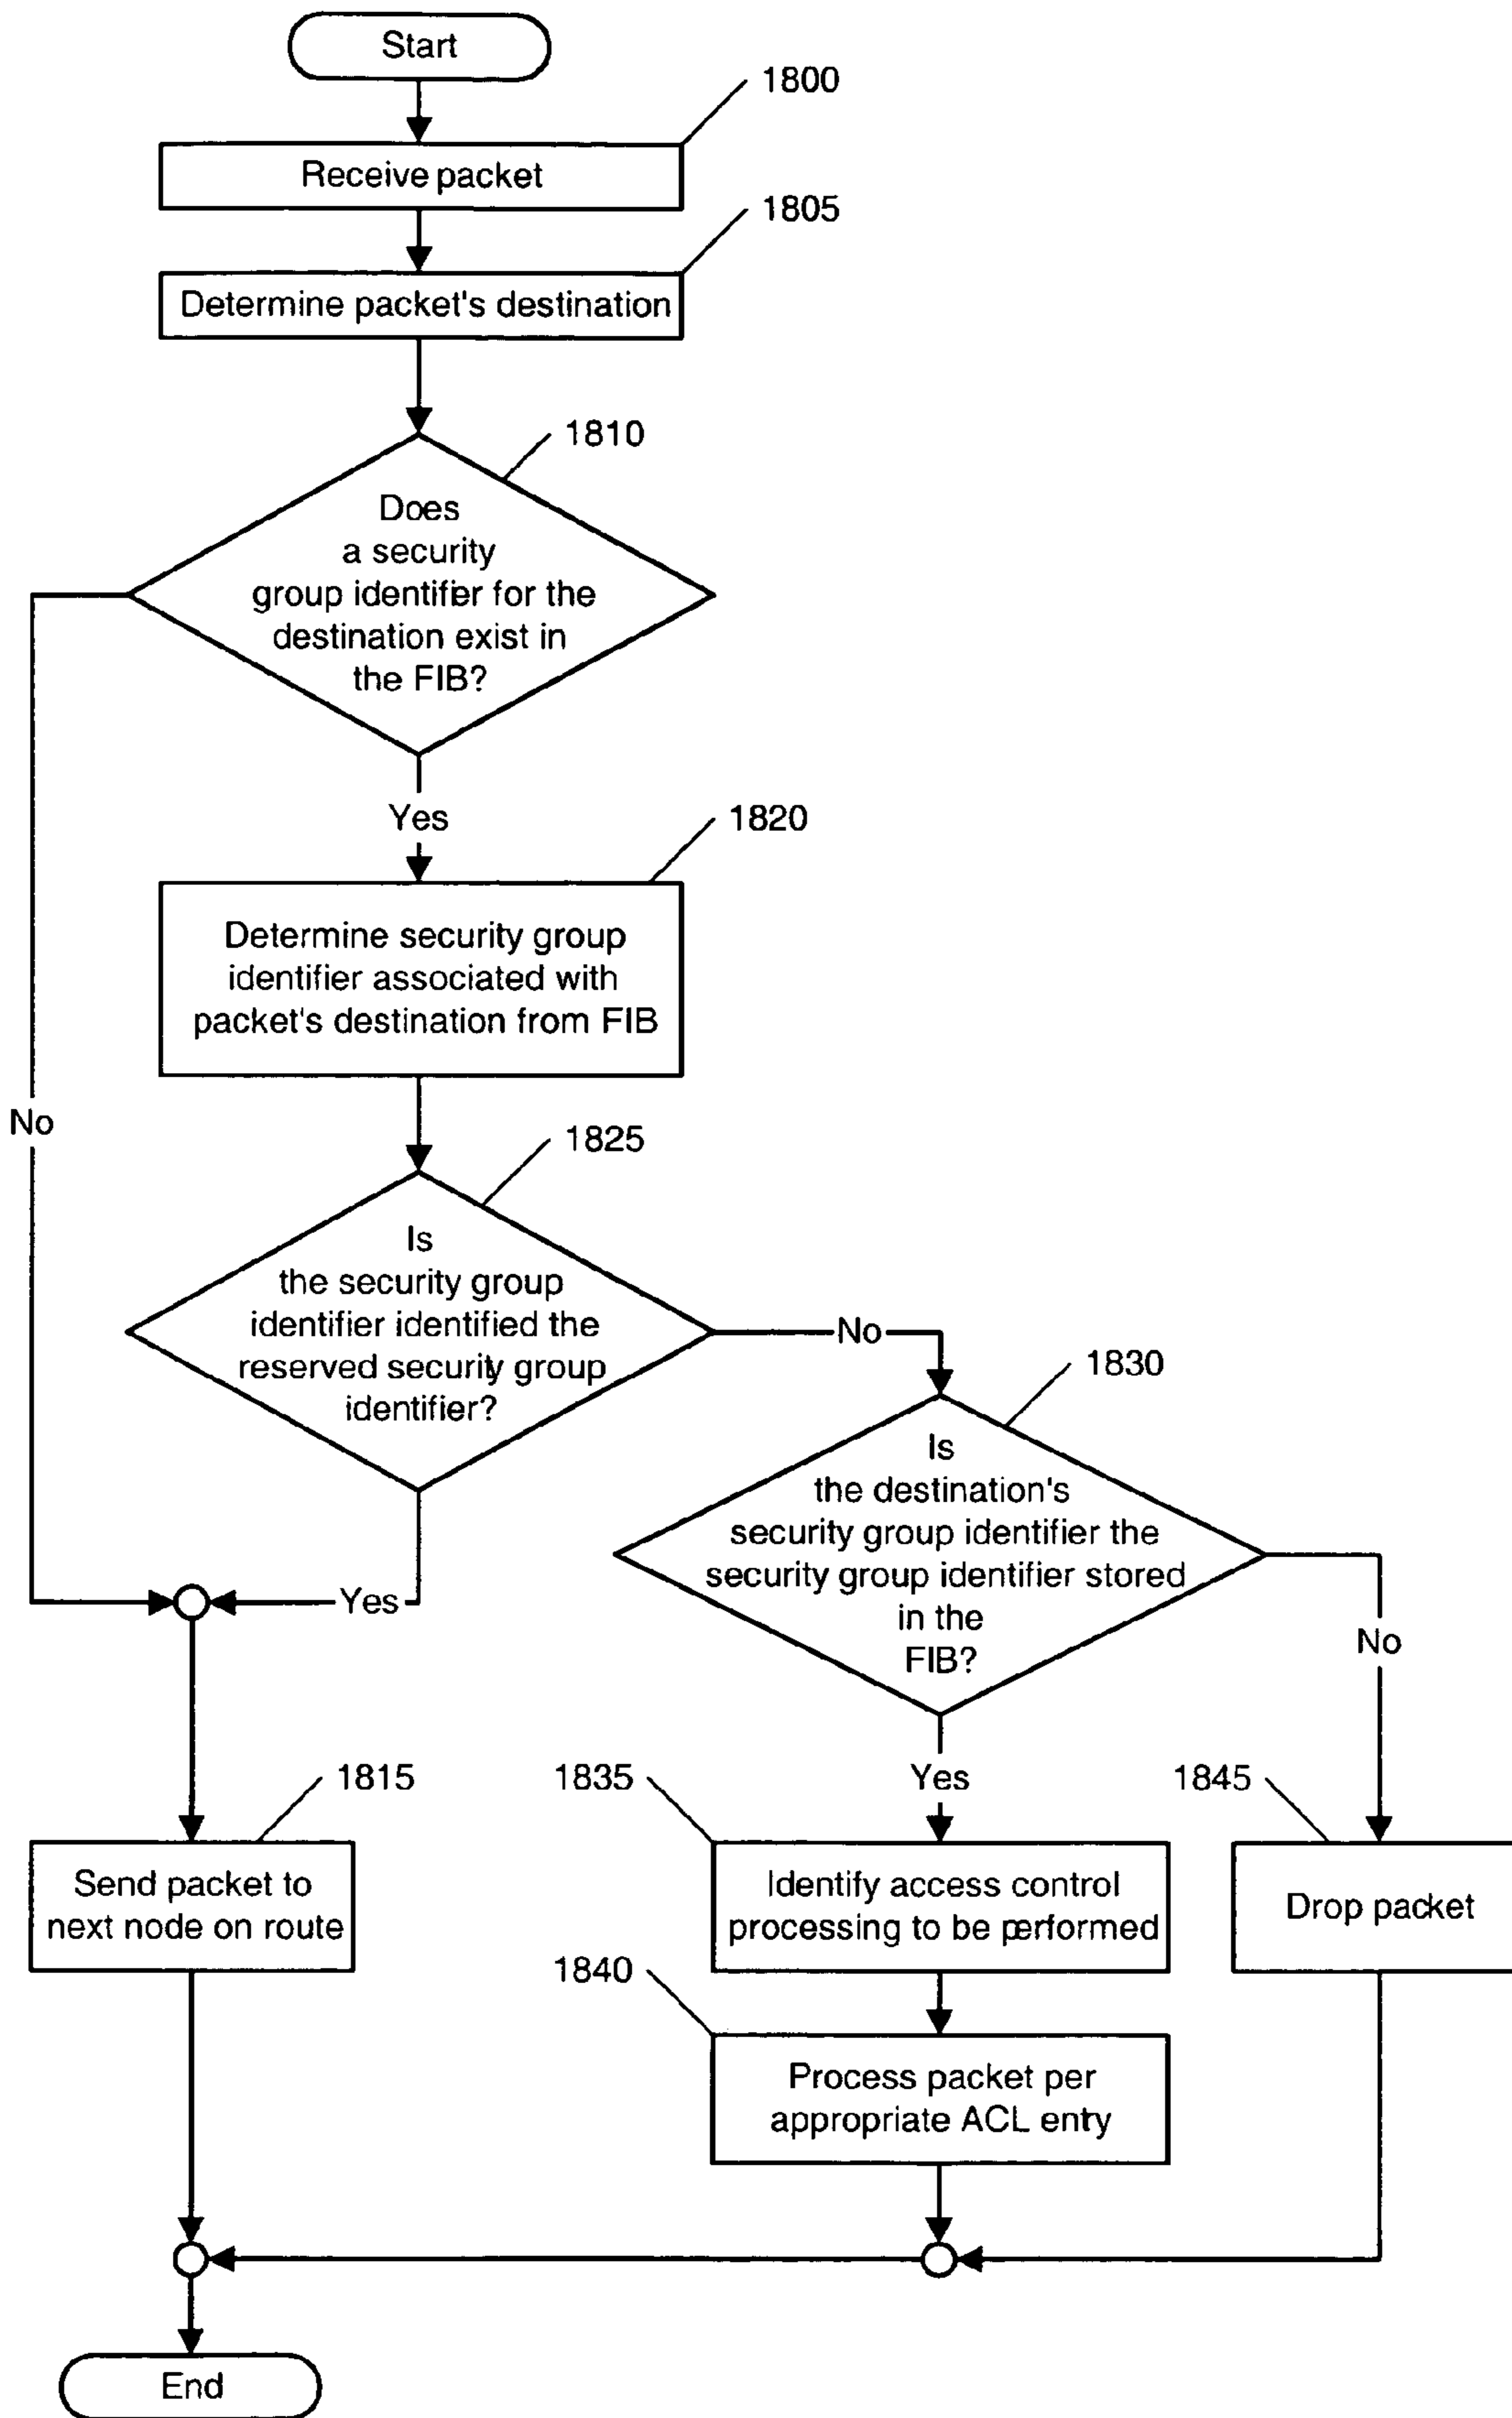 Start
1800
Receive packet
1805
Determine packet's destination
1810
Does
a security
group identifier for the
destination exist in
the FIB?
Yes
1820
Determine security group
identifier associated with
packet's destination from FIB
No
1825
Is
the security group
identifier identified the
reserved security group
identifier?
No
1830
Is
the destination's
security group identifier the
security group identifier stored
in the
FIB?
Yes
No
1815
1835
Yes
1845
Send packet to
next node on route
Identify access control
processing to be performed
Drop packet
1840
Process packet per
appropriate ACL entry
End